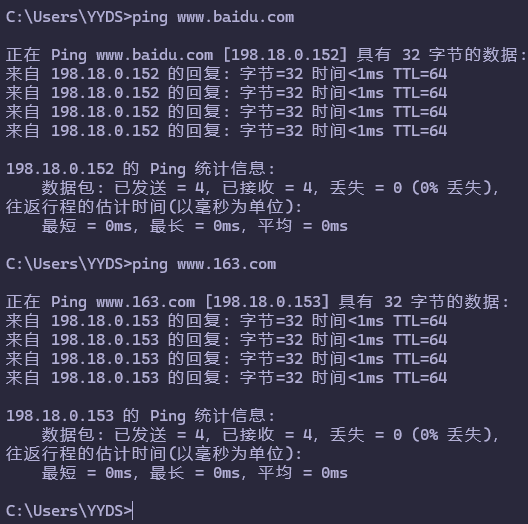 C:\Users\YYDS>ping www.baidu.com
正在 Ping www.baidu.com [198.18.0.152] 具有 32 字节的数据:
来自 198.18.0.152 的回复: 字节=32 时间<1ms TTL=64
来自 198.18.0.152 的回复: 字节=32 时间<1ms TTL=64
来自 198.18.0.152 的回复: 字节=32 时间<1ms TTL=64
来自 198.18.0.152 的回复: 字节=32 时间<1ms TTL=64
198.18.0.152 的 Ping 统计信息:
    数据包: 已发送 = 4, 已接收 = 4, 丢失 = 0 (0% 丢失),
往返行程的估计时间(以毫秒为单位):
    最短 = 0ms, 最长 = 0ms, 平均 = 0ms
C:\Users\YYDS>ping www.163.com
正在 Ping www.163.com [198.18.0.153] 具有 32 字节的数据:
来自 198.18.0.153 的回复: 字节=32 时间<1ms TTL=64
来自 198.18.0.153 的回复: 字节=32 时间<1ms TTL=64
来自 198.18.0.153 的回复: 字节=32 时间<1ms TTL=64
来自 198.18.0.153 的回复: 字节=32 时间<1ms TTL=64
198.18.0.153 的 Ping 统计信息:
    数据包: 已发送 = 4, 已接收 = 4, 丢失 = 0 (0% 丢失),
往返行程的估计时间(以毫秒为单位):
    最短 = 0ms, 最长 = 0ms, 平均 = 0ms
C:\Users\YYDS>